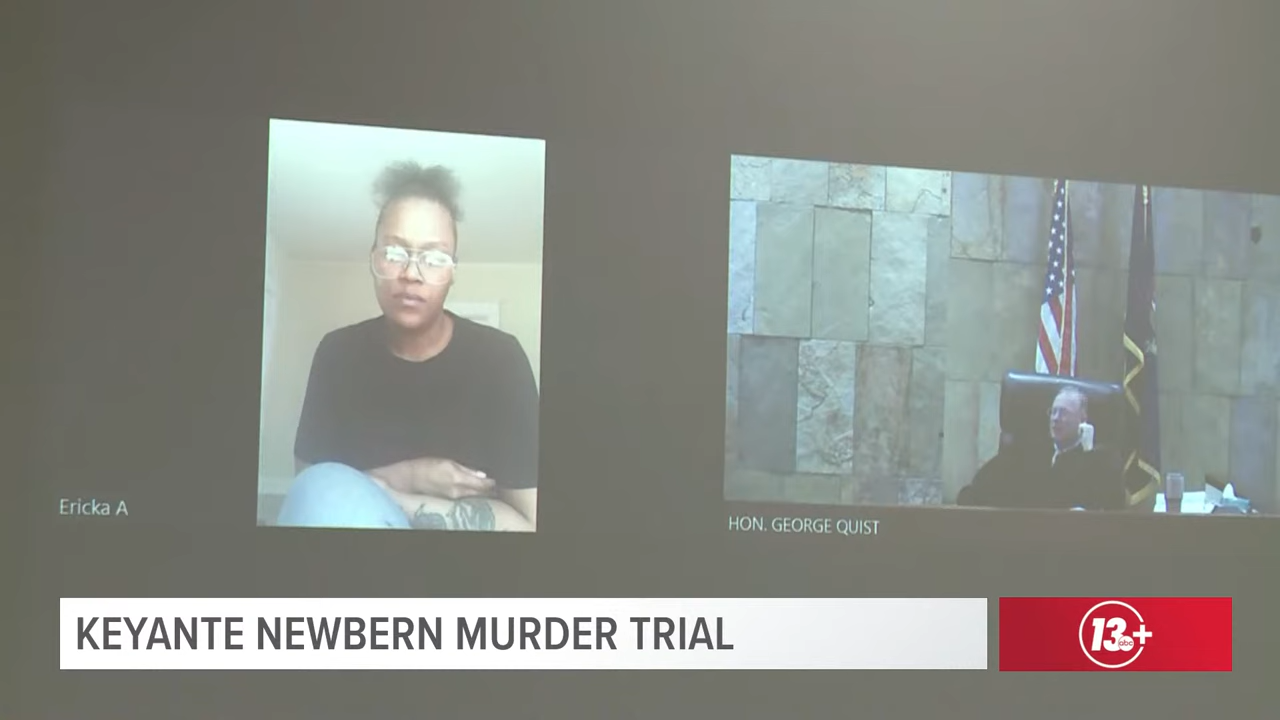 Ericka A
HON. GEORGE QUIST
KEYANTE NEWBERN MURDER TRIAL
13+
abc